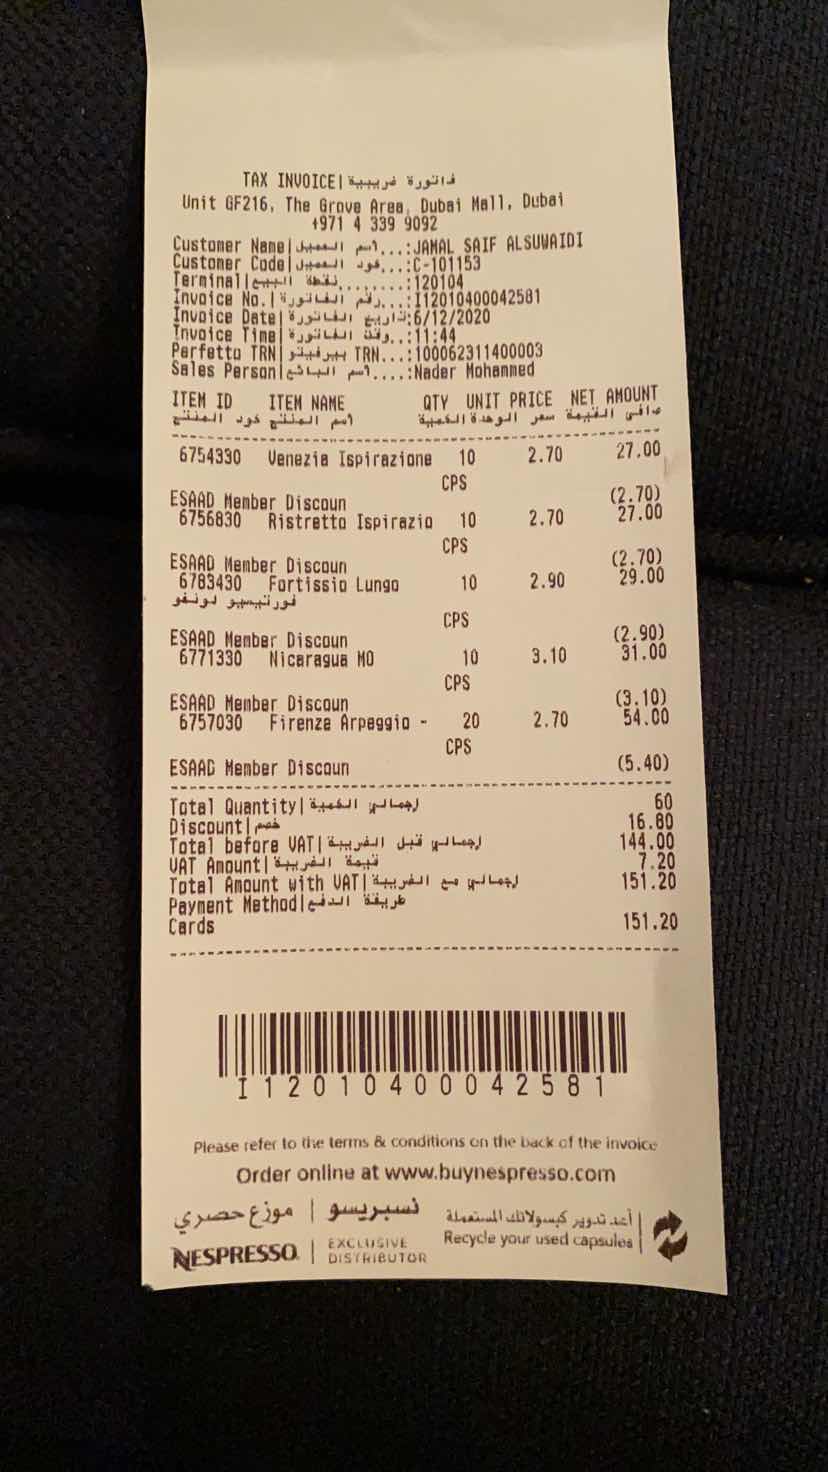 TAX INVOICE| فاتورة ضريبية
Unit GF216, The Grove Area, Dubai Mall, Dubai
+971 4 339 9092
Customer Name| اسم العميل...:JAMAL SAIF ALSUWAIDI
Customer Code| كود العميل...:C-101153
Terminal| نقطة البيع........:120104
Invoice No.| رقم الفاتورة...:I12010400042581
Invoice Date| تاريخ الفاتورة:6/12/2020
Invoice Time| وقت الفاتورة..:11:44
Perfetto TRN| بيرفيتو TRN...:100062311400003
Sales Person| اسم البائع....:Nader Mohammed
ITEM ID ITEM NAME QTY UNIT PRICE NET AMOUNT
كود المنتج اسم المنتج الكمية سعر الوحدة صافي القيمة
6754330 Venezia Ispirazione 10 2.70 27.00
CPS
ESAAD Member Discoun (2.70)
6756830 Ristretto Ispirazio 10 2.70 27.00
CPS
ESAAD Member Discoun (2.70)
6783430 Fortissio Lungo 10 2.90 29.00
فورتيسيو لونغو
CPS
ESAAD Member Discoun (2.90)
6771330 Nicaragua MO 10 3.10 31.00
CPS
ESAAD Member Discoun (3.10)
6757030 Firenze Arpeggio - 20 2.70 54.00
CPS
ESAAD Member Discoun (5.40)
Total Quantity| إجمالي الكمية 60
Discount| خصم 16.80
Total before VAT| إجمالي قبل الضريبة 144.00
VAT Amount| قيمة الضريبة 7.20
Total Amount with VAT| إجمالي مع الضريبة 151.20
Payment Method| طريقة الدفع
Cards 151.20
I12010400042581
Please refer to the terms & conditions on the back of the invoice
Order online at www.buynespresso.com
نسبريسو | موزع حصري
أعد تدوير كبسولاتك المستعملة
NESPRESSO | EXCLUSIVE DISTRIBUTOR
Recycle your used capsules